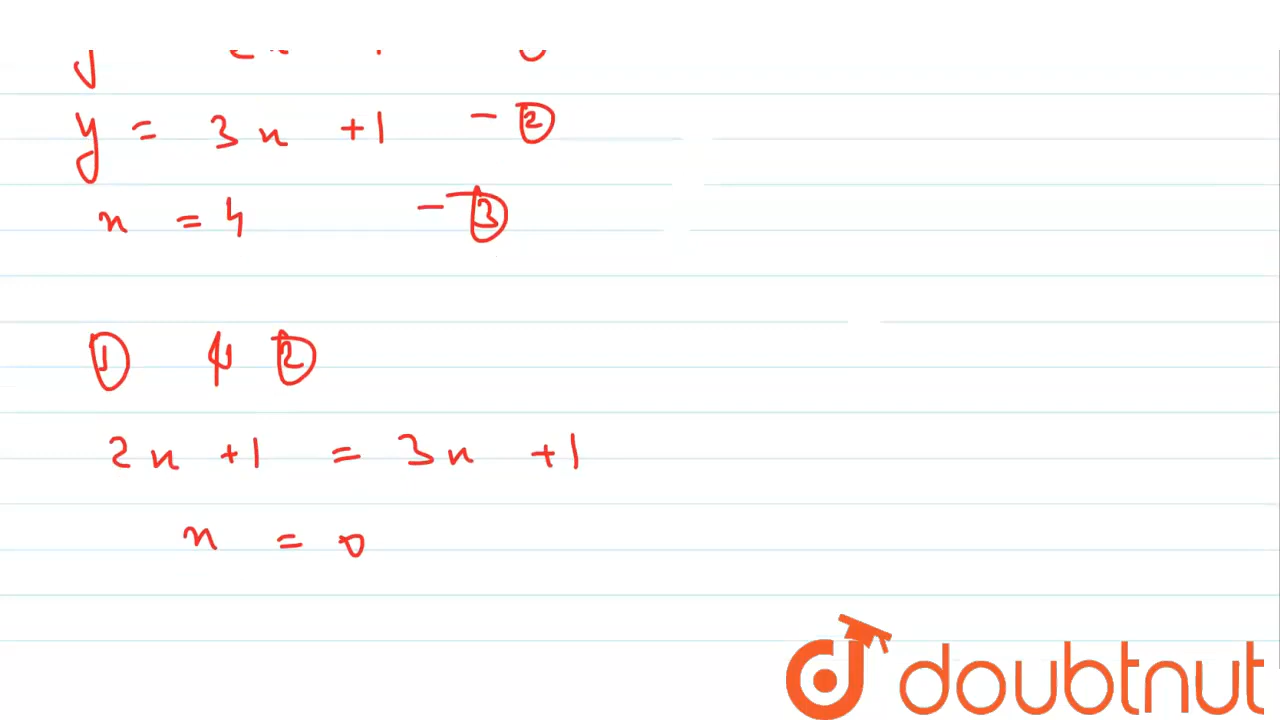 y = 3x +1 - ②
x = 4 - ③
① & ②
2x +1 = 3x +1
x = 0
doubtnut